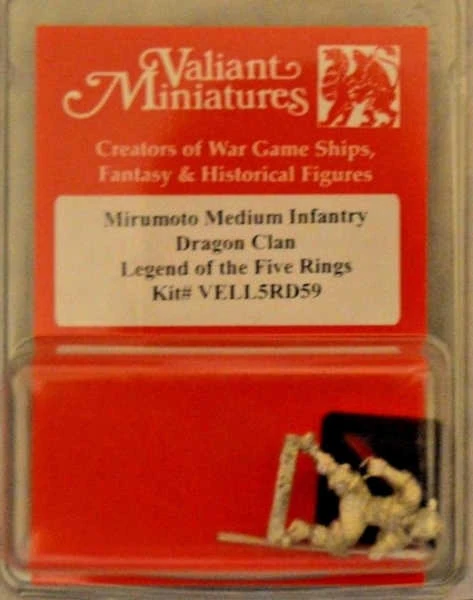 Valiant
Miniatures
Creators of War Game Ships,
Fantasy & Historical Figures
Mirumoto Medium Infantry
Dragon Clan
Legend of the Five Rings
Kit# VELL5RD59